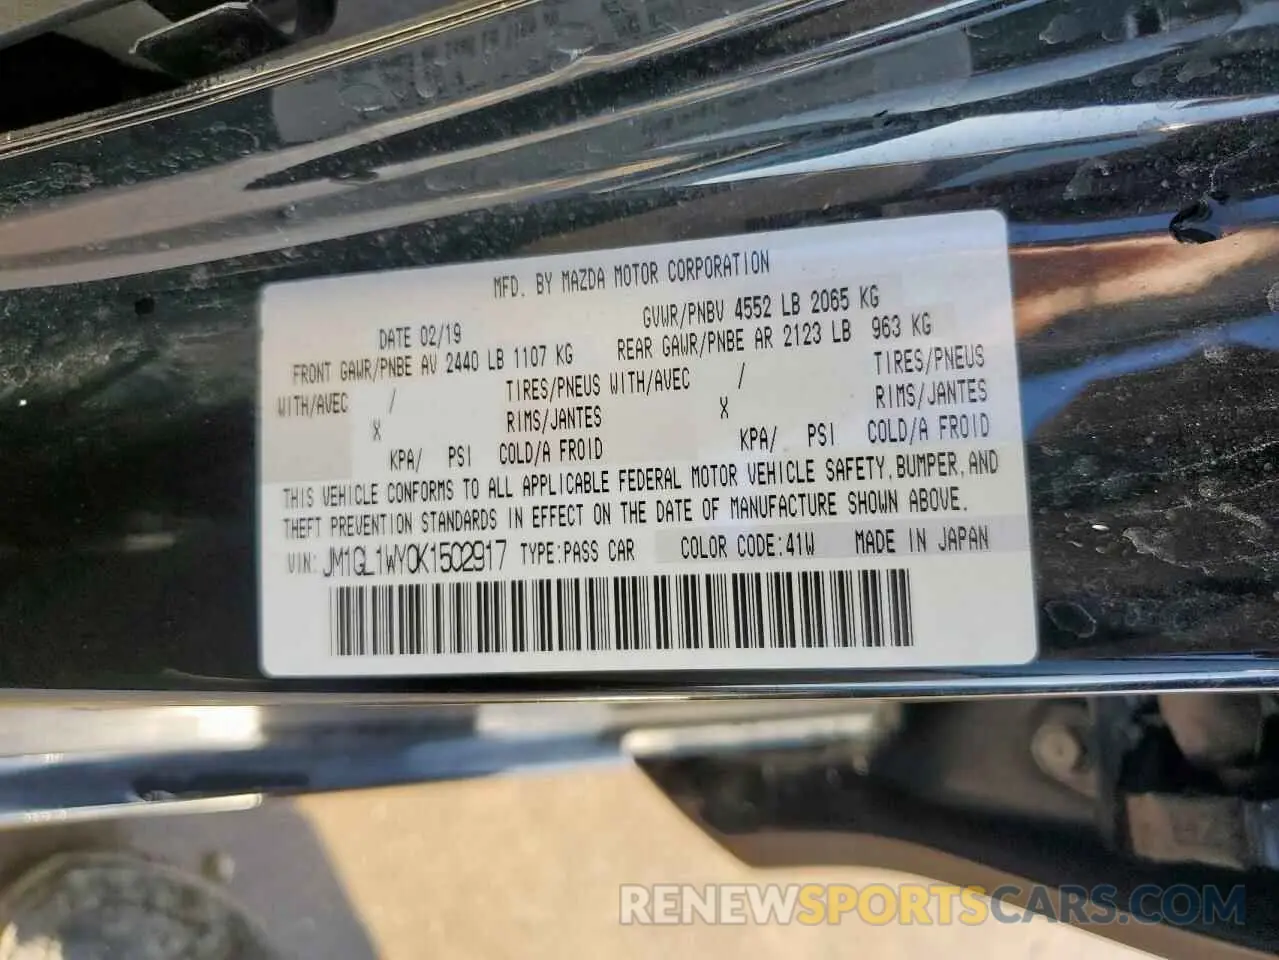 MFD. BY MAZDA MOTOR CORPORATION
DATE 02/19 GVWR/PNBV 4552 LB 2065 KG
FRONT GAWR/PNBE AV 2440 LB 1107 KG REAR GAWR/PNBE AR 2123 LB 963 KG
WITH/AVEC / TIRES/PNEUS WITH/AVEC / TIRES/PNEUS
X RIMS/JANTES X RIMS/JANTES
KPA/ PSI COLD/A FROID KPA/ PSI COLD/A FROID
THIS VEHICLE CONFORMS TO ALL APPLICABLE FEDERAL MOTOR VEHICLE SAFETY, BUMPER, AND
THEFT PREVENTION STANDARDS IN EFFECT ON THE DATE OF MANUFACTURE SHOWN ABOVE.
VIN: JM1GL1WY0K1502917 TYPE:PASS CAR COLOR CODE:41W MADE IN JAPAN
RENEWSPORTSCARS.COM